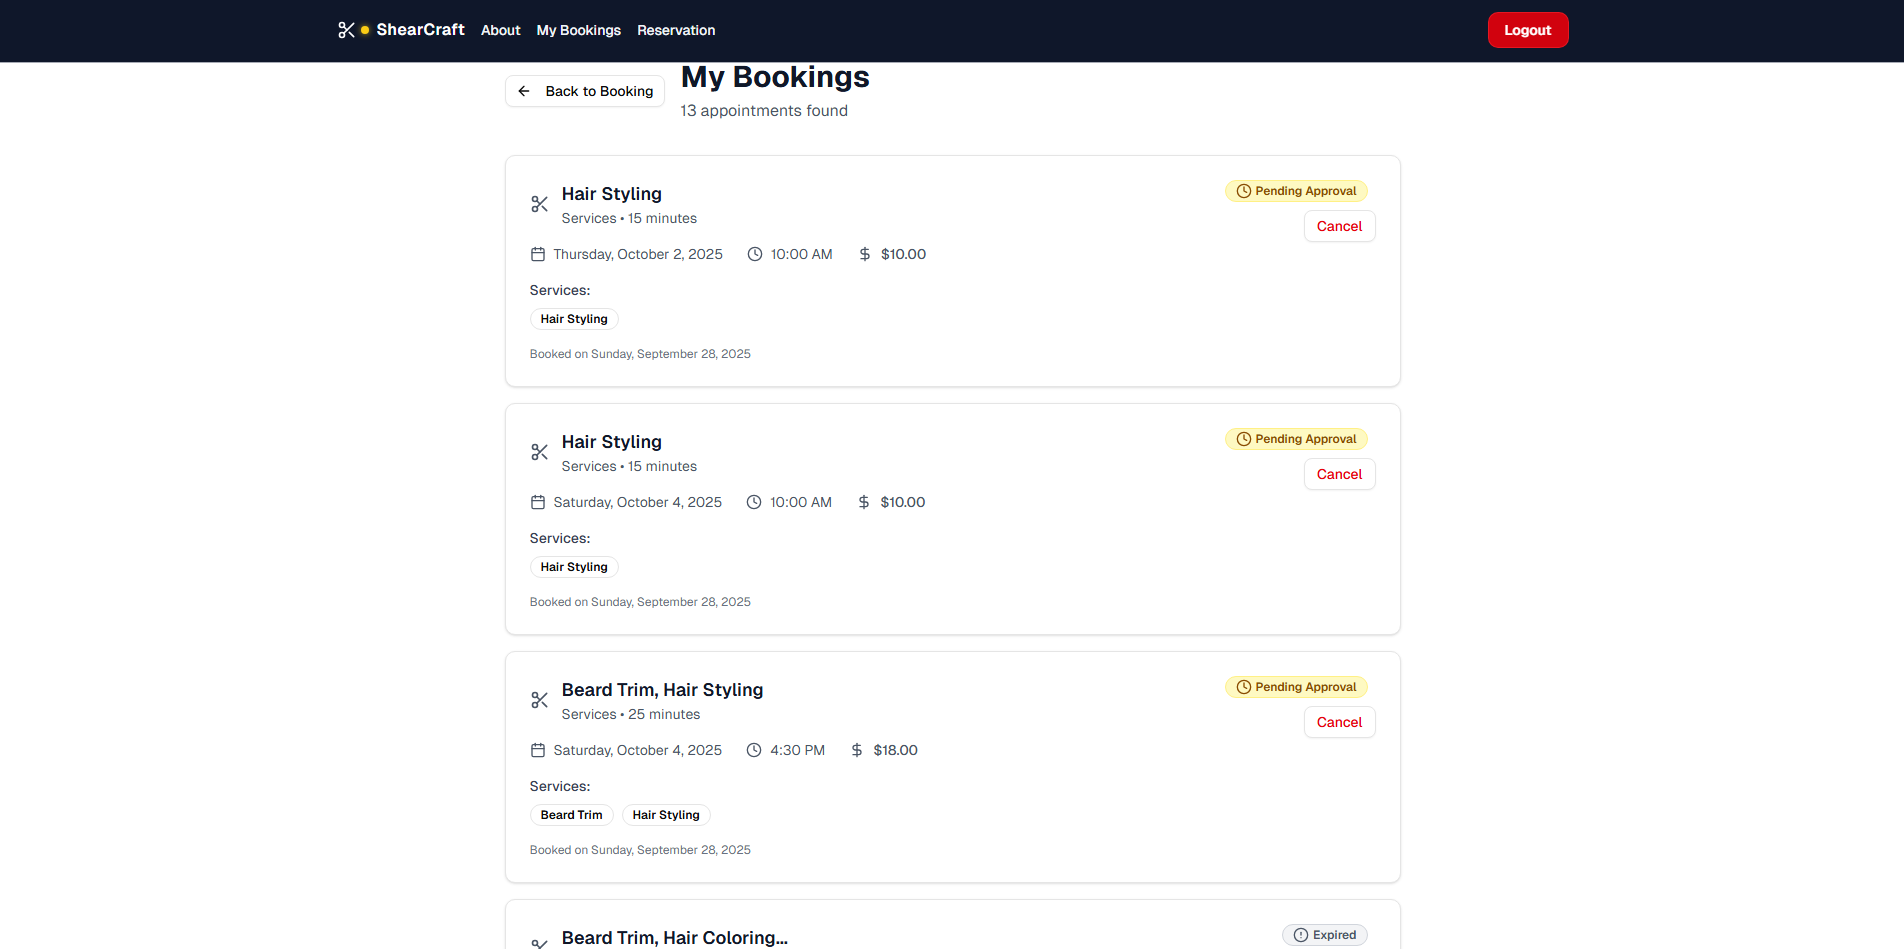 ShearCraft About My Bookings Reservation Logout
Back to Booking
My Bookings
13 appointments found
Hair Styling
Pending Approval
Services • 15 minutes
Cancel
Thursday, October 2, 2025 10:00 AM $10.00
Services:
Hair Styling
Booked on Sunday, September 28, 2025
Hair Styling
Pending Approval
Services • 15 minutes
Cancel
Saturday, October 4, 2025 10:00 AM $10.00
Services:
Hair Styling
Booked on Sunday, September 28, 2025
Beard Trim, Hair Styling
Pending Approval
Services • 25 minutes
Cancel
Saturday, October 4, 2025 4:30 PM $18.00
Services:
Beard Trim Hair Styling
Booked on Sunday, September 28, 2025
Beard Trim, Hair Coloring...
Expired